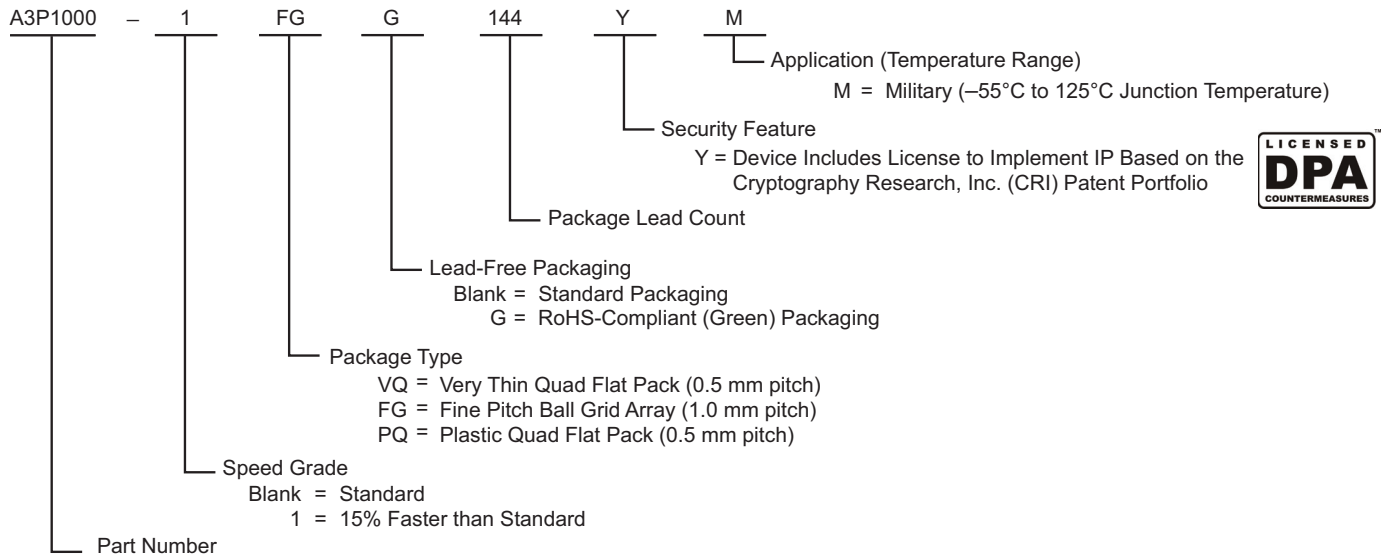 A3P1000 – 1 FG G 144 Y M
Application (Temperature Range)
M = Military (–55°C to 125°C Junction Temperature)
Security Feature
Y = Device Includes License to Implement IP Based on the
Cryptography Research, Inc. (CRI) Patent Portfolio
LICENSED
DPA
COUNTERMEASURES
™
Package Lead Count
Lead-Free Packaging
Blank = Standard Packaging
G = RoHS-Compliant (Green) Packaging
Package Type
VQ = Very Thin Quad Flat Pack (0.5 mm pitch)
FG = Fine Pitch Ball Grid Array (1.0 mm pitch)
PQ = Plastic Quad Flat Pack (0.5 mm pitch)
Speed Grade
Blank = Standard
1 = 15% Faster than Standard
Part Number